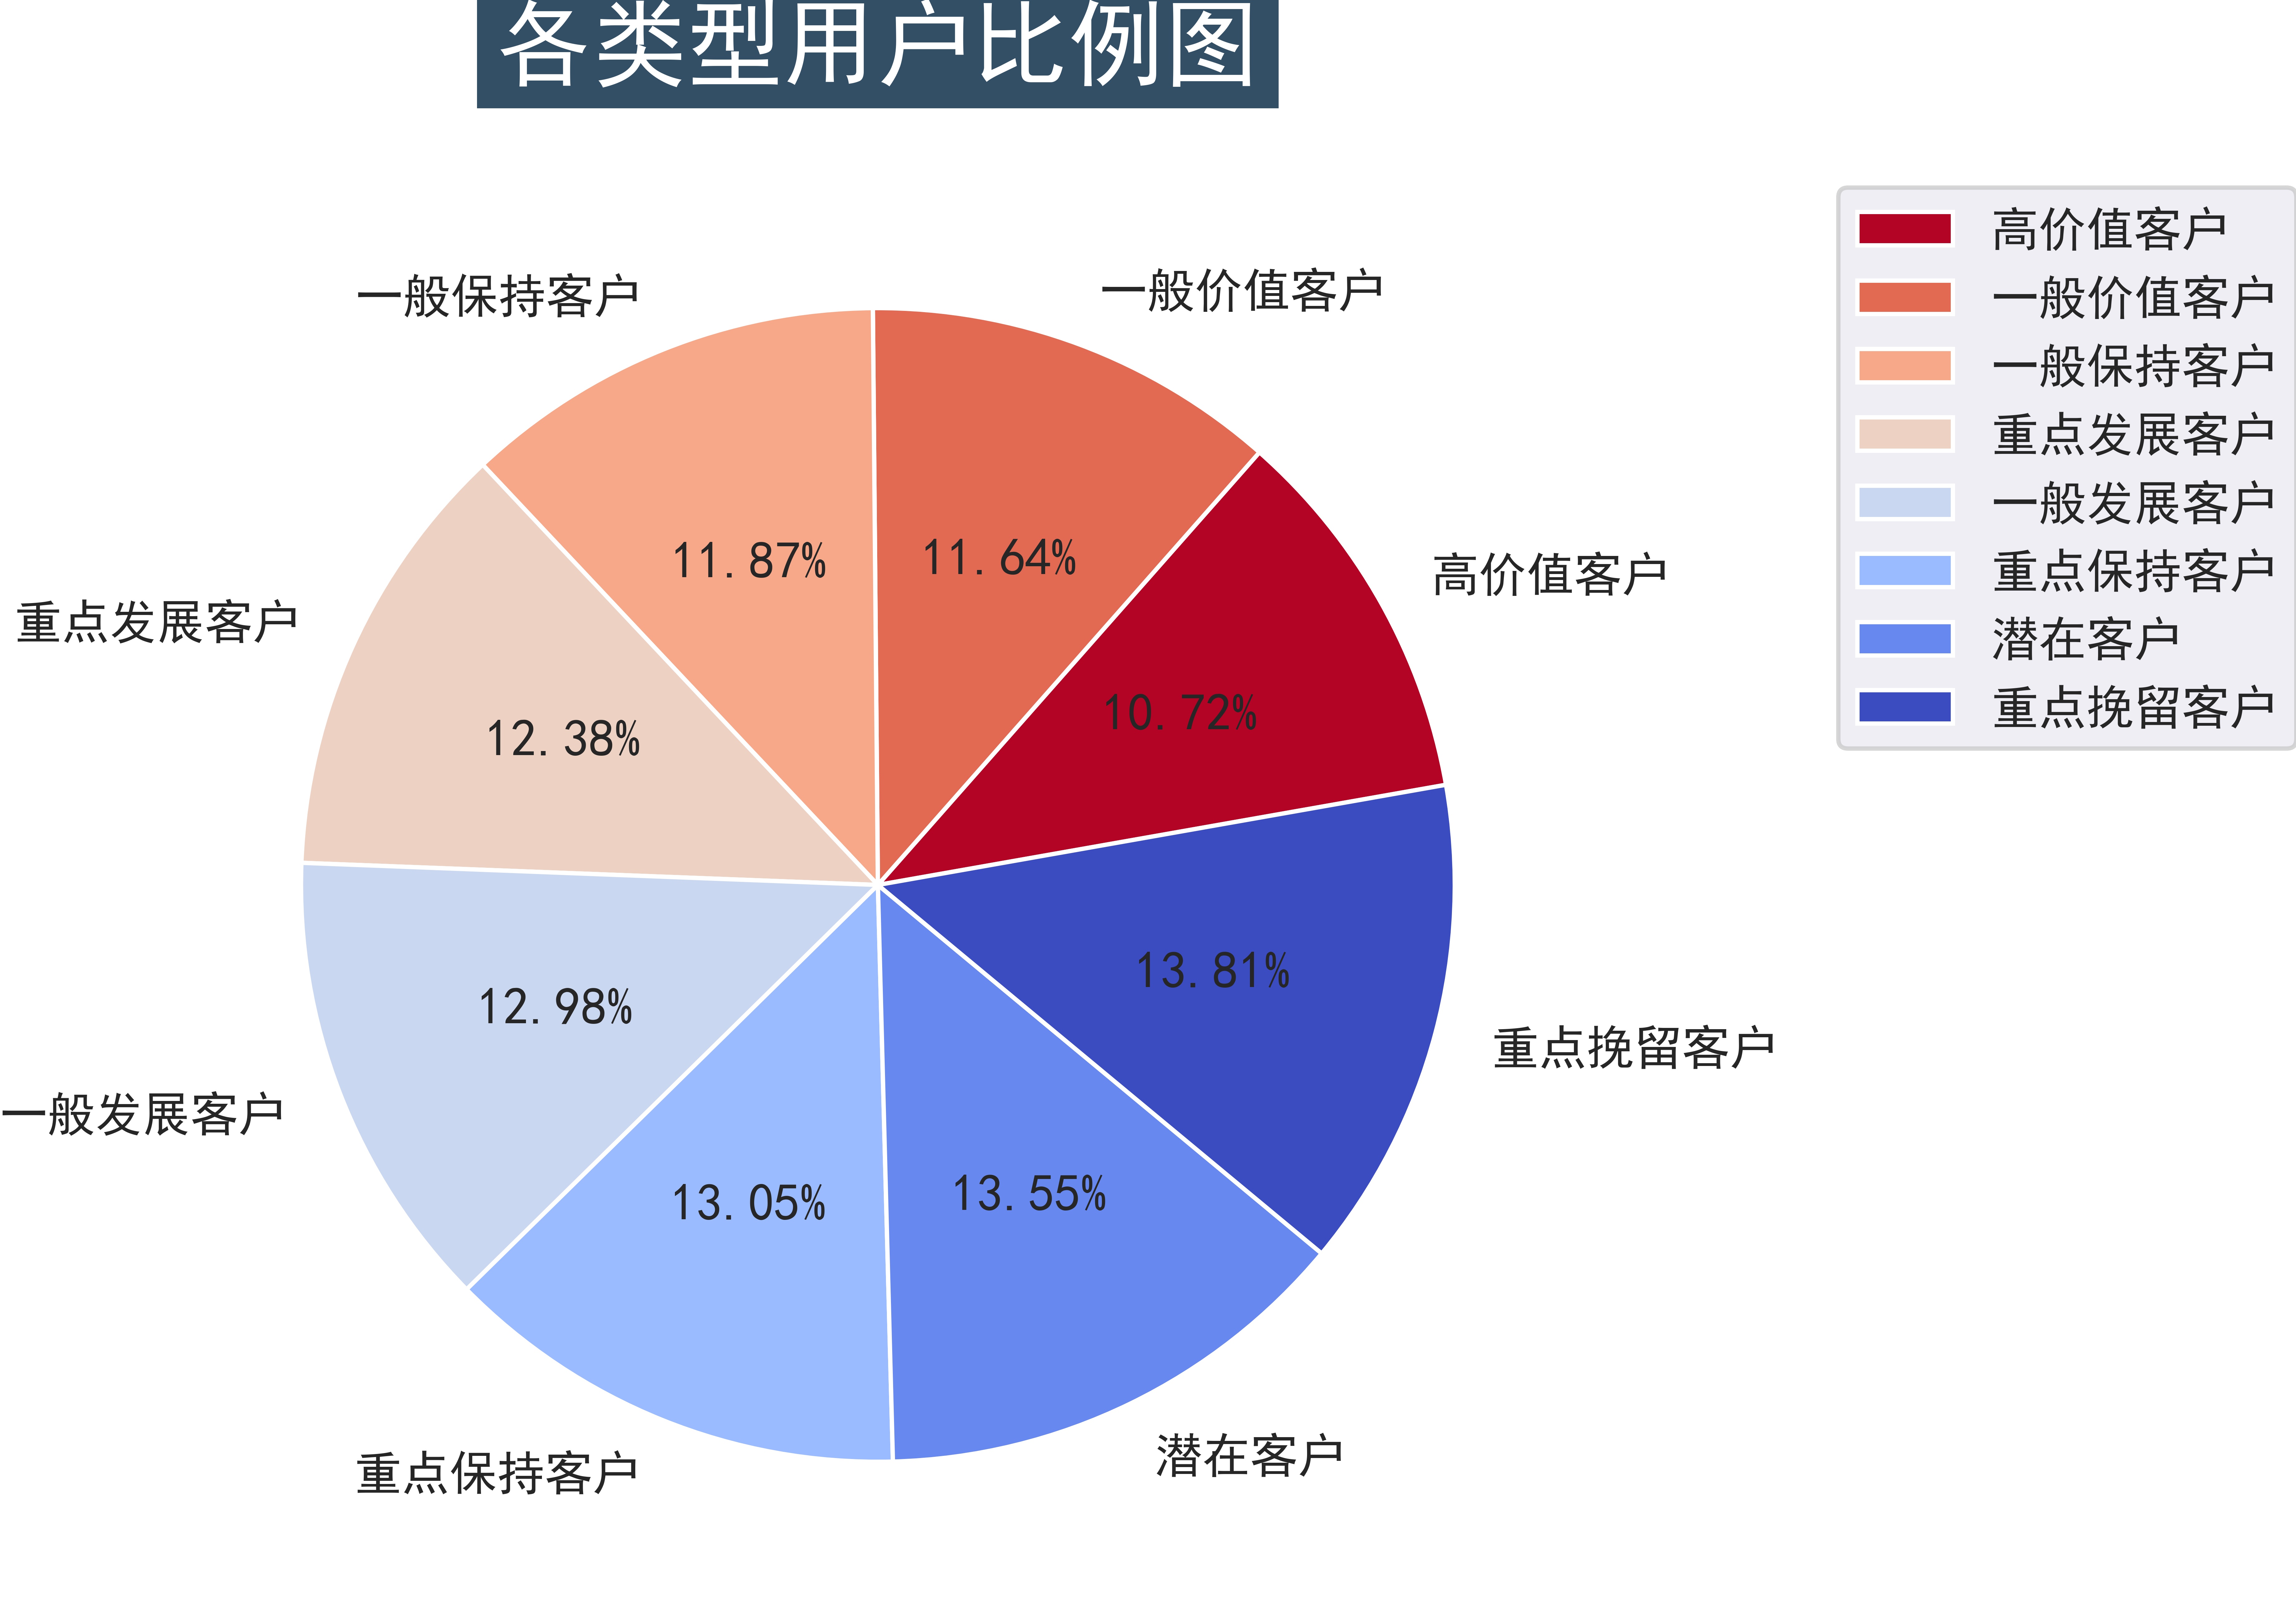 各类型用户比例图
一般保持客户
一般价值客户
11.87%
11.64%
高价值客户
重点发展客户
10.72%
12.38%
13.81%
12.98%
重点挽留客户
一般发展客户
13.05%
13.55%
重点保持客户
潜在客户
高价值客户
一般价值客户
一般保持客户
重点发展客户
一般发展客户
重点保持客户
潜在客户
重点挽留客户